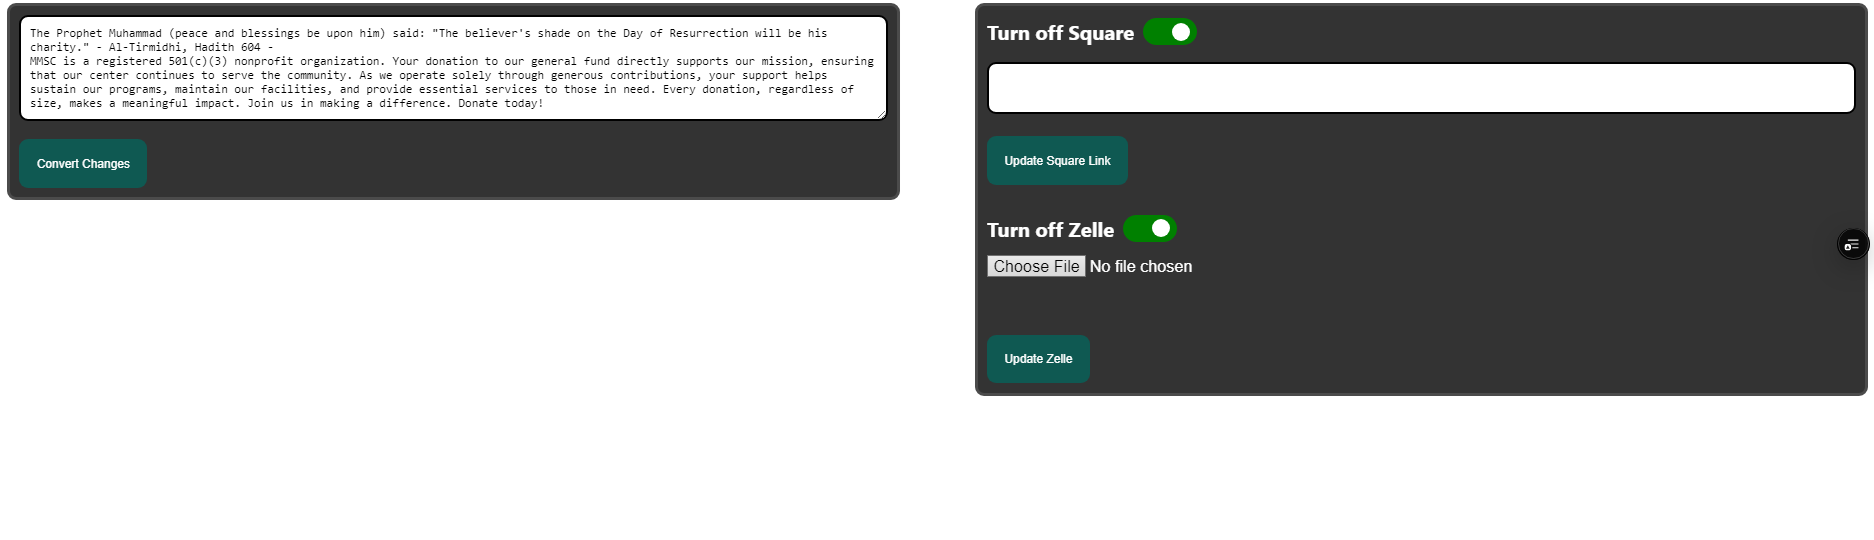 The Prophet Muhammad (peace and blessings be upon him) said: "The believer's shade on the Day of Resurrection will be his
charity." - Al-Tirmidhi, Hadith 604 -
MMSC is a registered 501(c)(3) nonprofit organization. Your donation to our general fund directly supports our mission, ensuring
that our center continues to serve the community. As we operate solely through generous contributions, your support helps
sustain our programs, maintain our facilities, and provide essential services to those in need. Every donation, regardless of
size, makes a meaningful impact. Join us in making a difference. Donate today!
Convert Changes
Turn off Square
Update Square Link
Turn off Zelle
Choose File No file chosen
Update Zelle